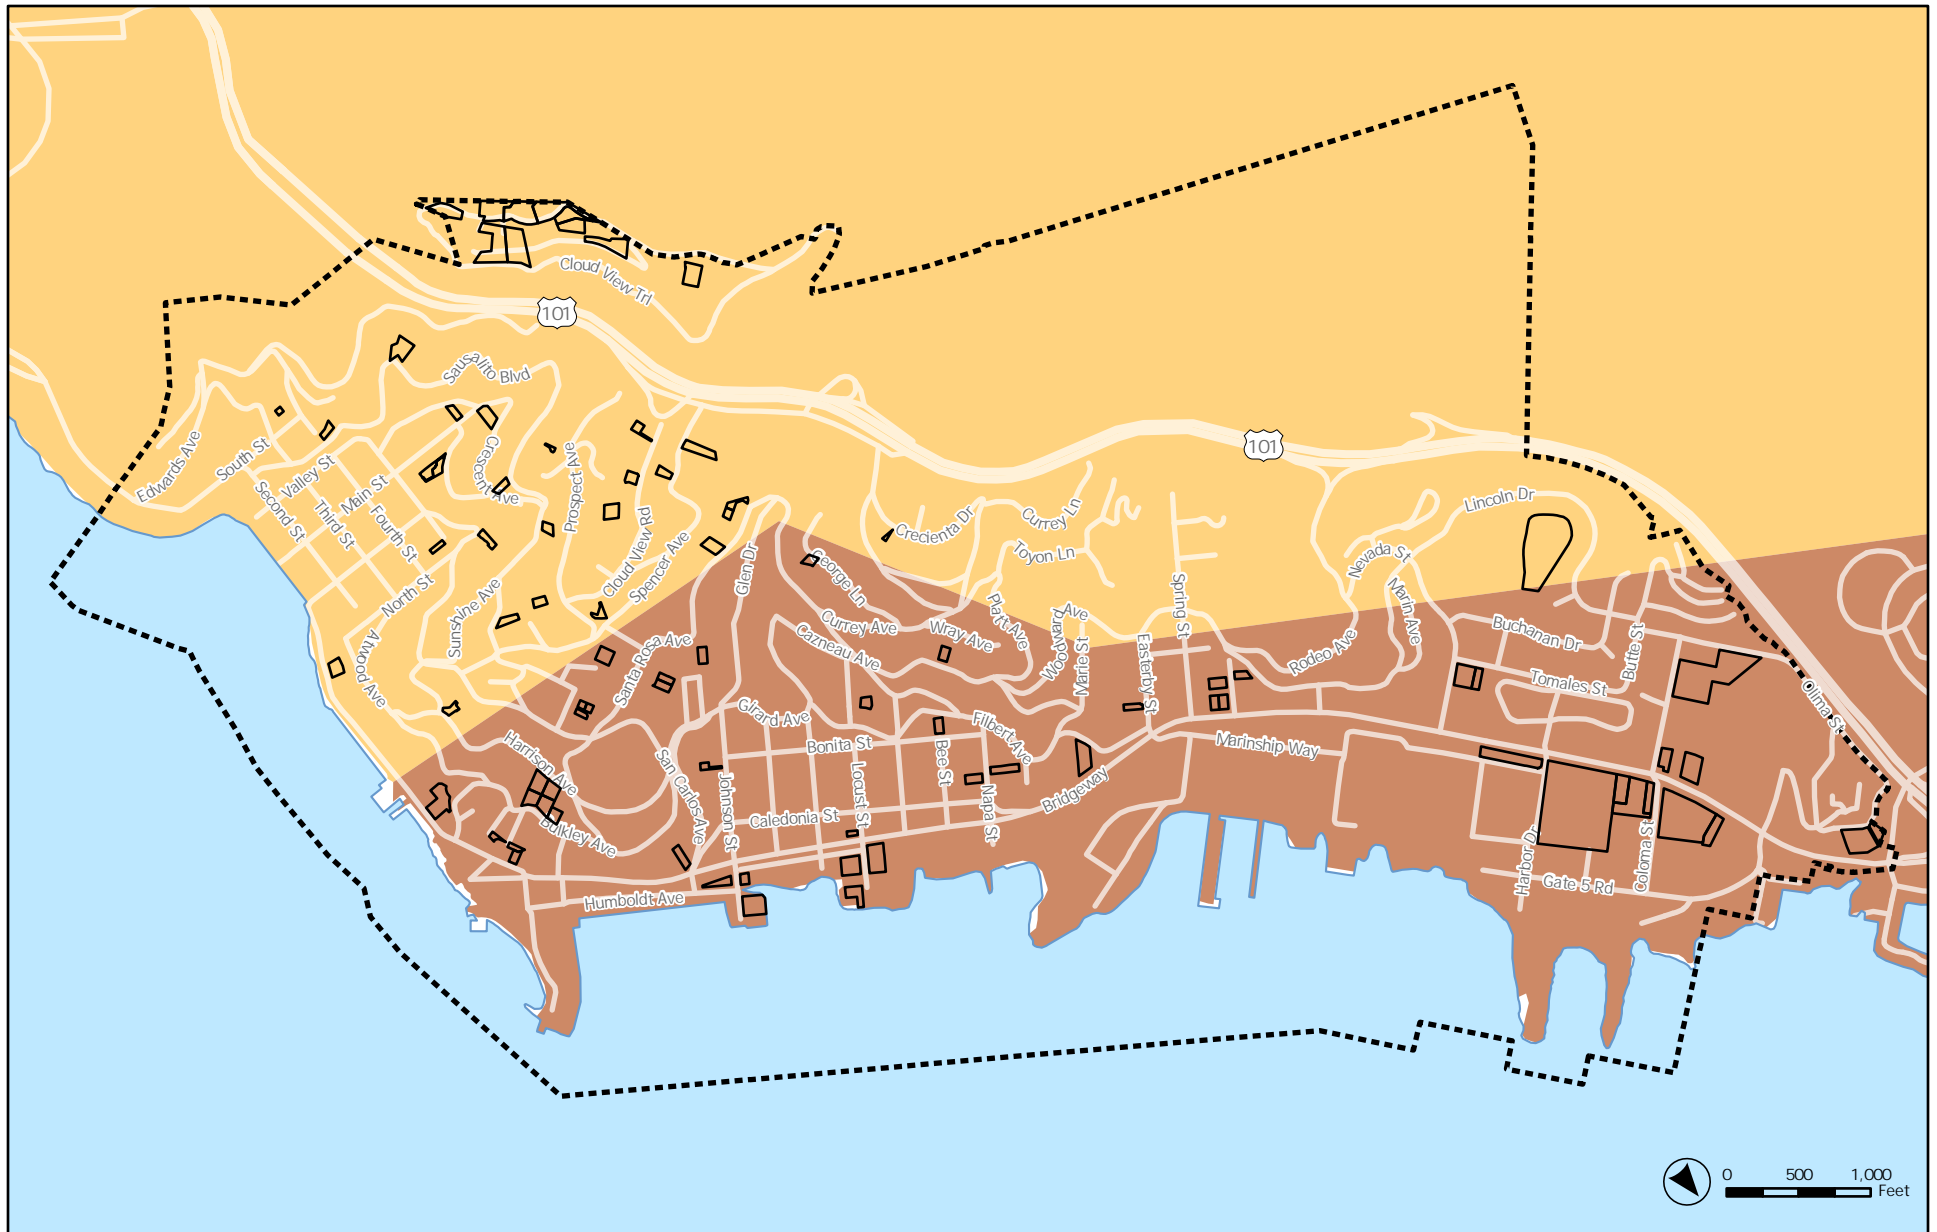 Cloud View Trl
101
Sausalito Blvd
101
Edwards Ave
South St
Valley St
Second St
Third St
Main St
Fourth St
North St
Crescent Ave
Prospect Ave
Cloud View Rd
Spencer Ave
Sunshine Ave
Atwood Ave
Glen Dr
George Ln
Crecienta Dr
Currey Ln
Toyon Ln
Platt Ave
Woodward Ave
Marie St
Spring St
Easterby St
Nevada St
Lincoln Dr
Marin Ave
Rodeo Ave
Buchanan Dr
Butte St
Tomales St
Olima St
Currey Ave
Wray Ave
Cazneau Ave
Santa Rosa Ave
Girard Ave
Bonita St
Filbert Ave
Bee St
Locust St
Harrison Ave
San Carlos Ave
Johnson St
Caledonia St
Napa St
Bridgeway
Marinship Way
Bulkley Ave
Humboldt Ave
Harbor Dr
Coloma St
Gate 5 Rd
0 500 1,000
Feet